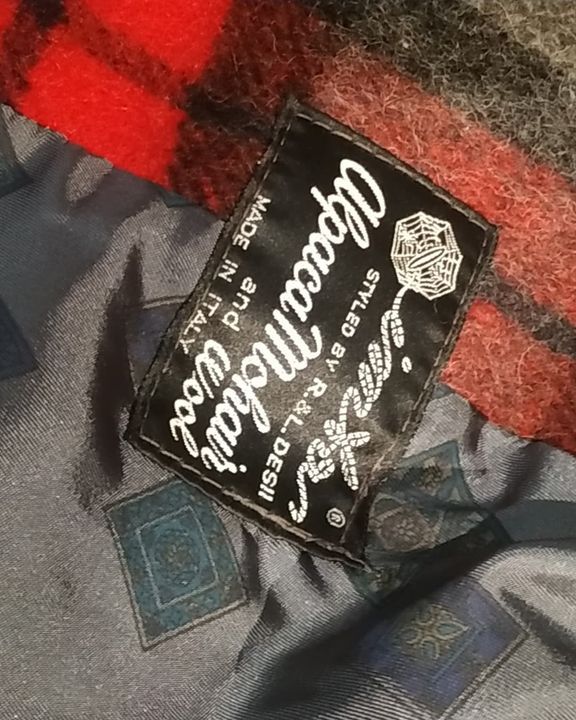 ®
STYLED BY R.&L. DESII
Alpaca Mohair
and Wool
MADE IN ITALY